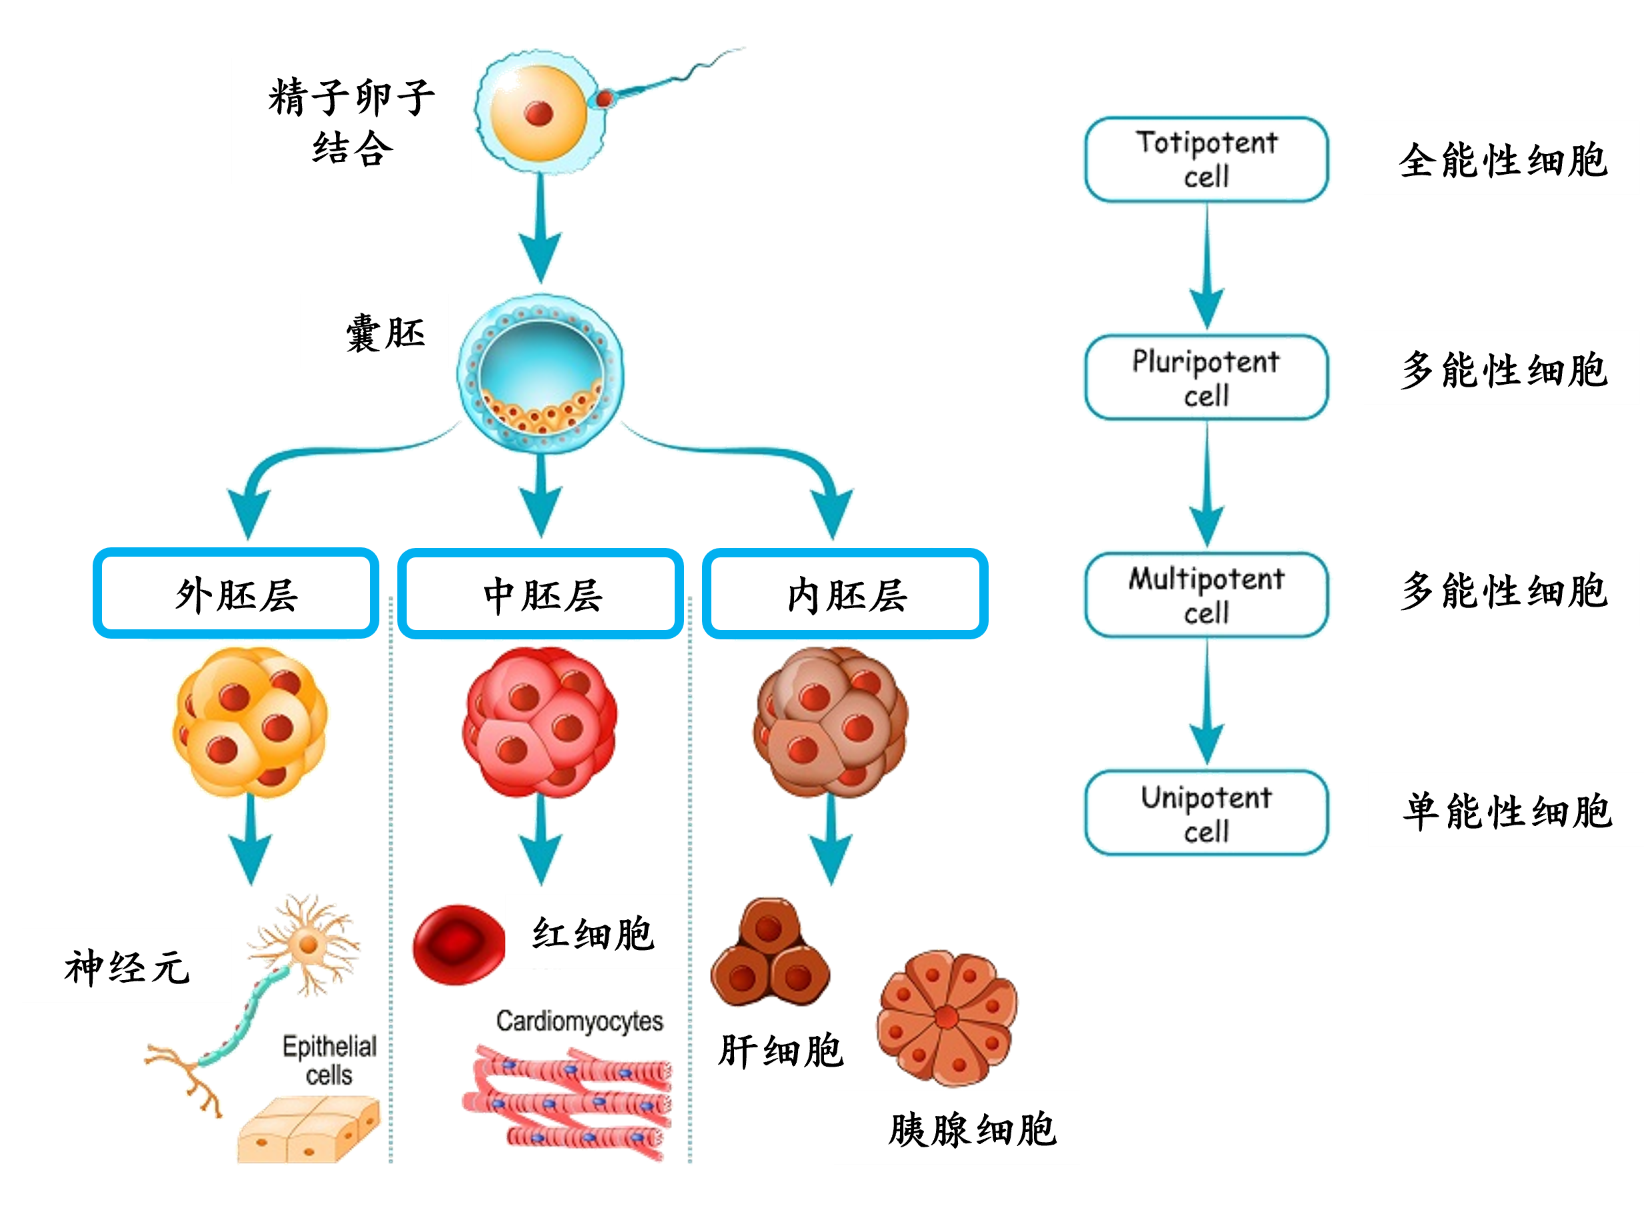 精子卵子
结合
囊胚
外胚层
中胚层
内胚层
神经元
Epithelial
cells
红细胞
Cardiomyocytes
肝细胞
胰腺细胞
Totipotent
cell
全能性细胞
Pluripotent
cell
多能性细胞
Multipotent
cell
多能性细胞
Unipotent
cell
单能性细胞